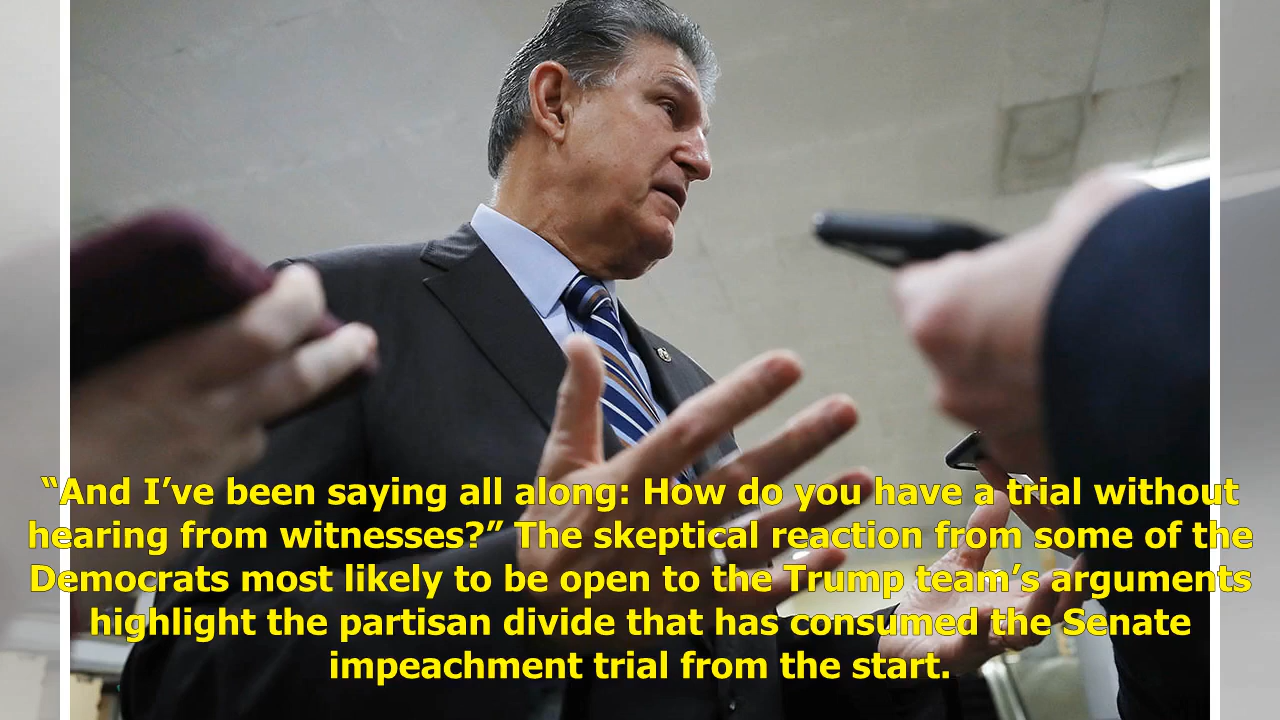 “And I’ve been saying all along: How do you have a trial without
hearing from witnesses?” The skeptical reaction from some of the
Democrats most likely to be open to the Trump team’s arguments
highlight the partisan divide that has consumed the Senate
impeachment trial from the start.